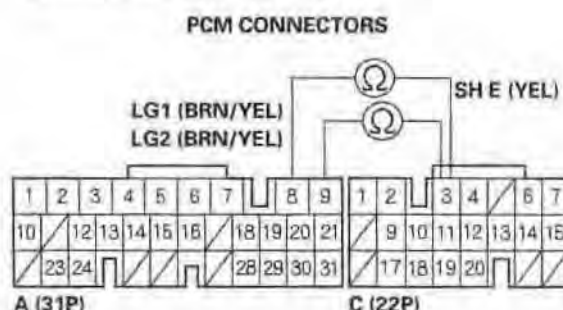 PCM CONNECTORS
Ω
SH E (YEL)
LG1 (BRN/YEL)
LG2 (BRN/YEL)
Ω
1 2 3 4 5 6 7 8 9 1 2 3 4 6 7
10 12 13 14 15 16 18 19 20 21 9 10 11 12 13 14 15
23 24 28 29 30 31 17 18 19 20
A (31P) C (22P)